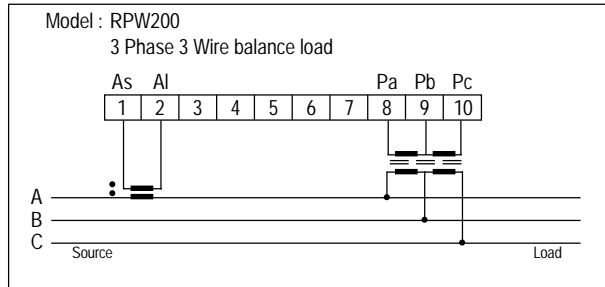 Model : RPW200
3 Phase 3 Wire balance load
As Al Pa Pb Pc
1 2 3 4 5 6 7 8 9 10
A
B
C
Source Load